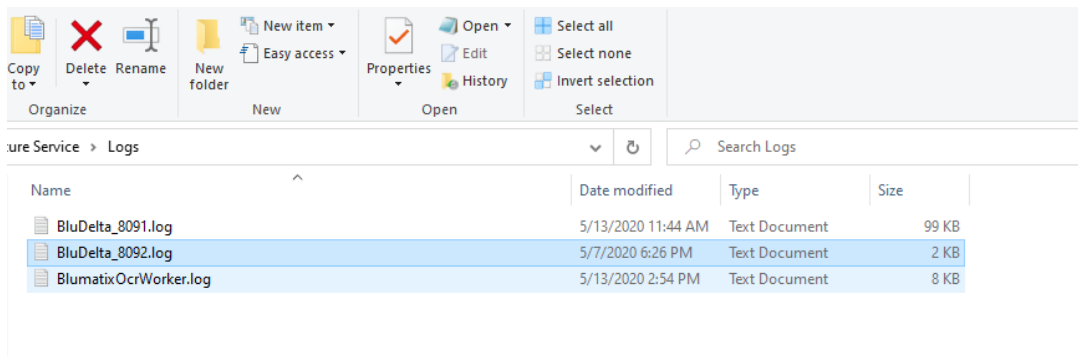 New item
Easy access
Copy to
Delete
Rename
New folder
Properties
Open
Edit
History
Select all
Select none
Invert selection
Organize
New
Open
Select
ure Service > Logs
Search Logs
Name Date modified Type Size
BluDelta_8091.log 5/13/2020 11:44 AM Text Document 99 KB
BluDelta_8092.log 5/7/2020 6:26 PM Text Document 2 KB
BlumatixOcrWorker.log 5/13/2020 2:54 PM Text Document 8 KB